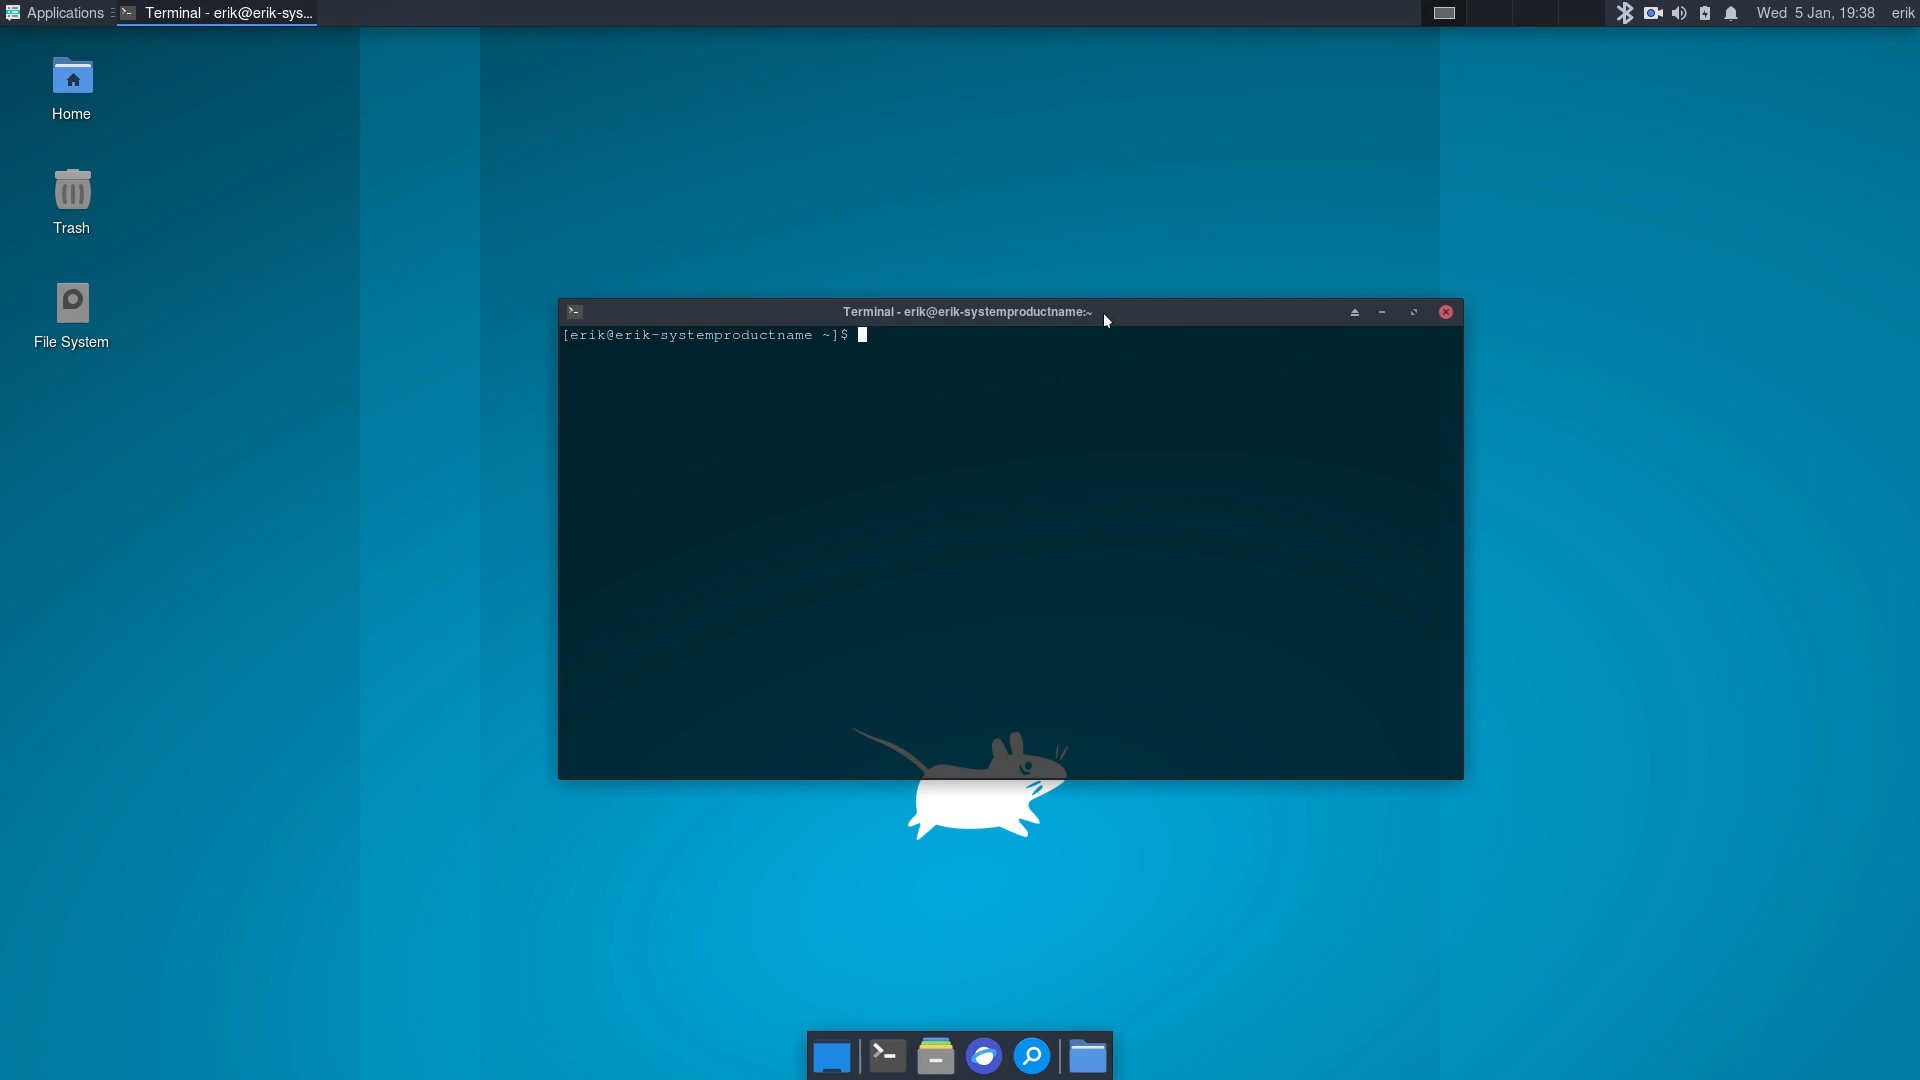 Applications
Terminal - erik@erik-sys...
Wed 5 Jan, 19:38
erik
Home
Trash
File System
Terminal - erik@erik-systemproductname:~
[erik@erik-systemproductname ~]$